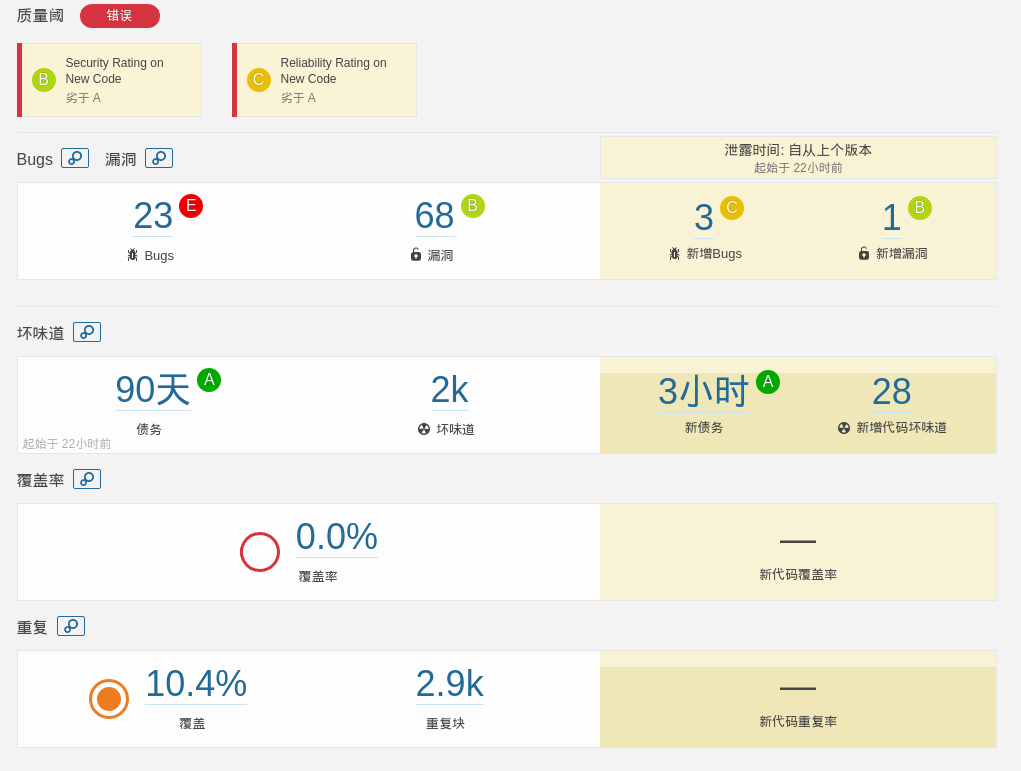 质量阈 错误
B Security Rating on
New Code
劣于 A
C Reliability Rating on
New Code
劣于 A
Bugs 漏洞
泄露时间: 自从上个版本
起始于 22小时前
23 E
Bugs
68 B
漏洞
3 C
新增Bugs
1 B
新增漏洞
坏味道
90天 A
债务
2k
坏味道
起始于 22小时前
3小时 A
新债务
28
新增代码坏味道
覆盖率
0.0%
覆盖率
—
新代码覆盖率
重复
10.4%
覆盖
2.9k
重复块
—
新代码重复率